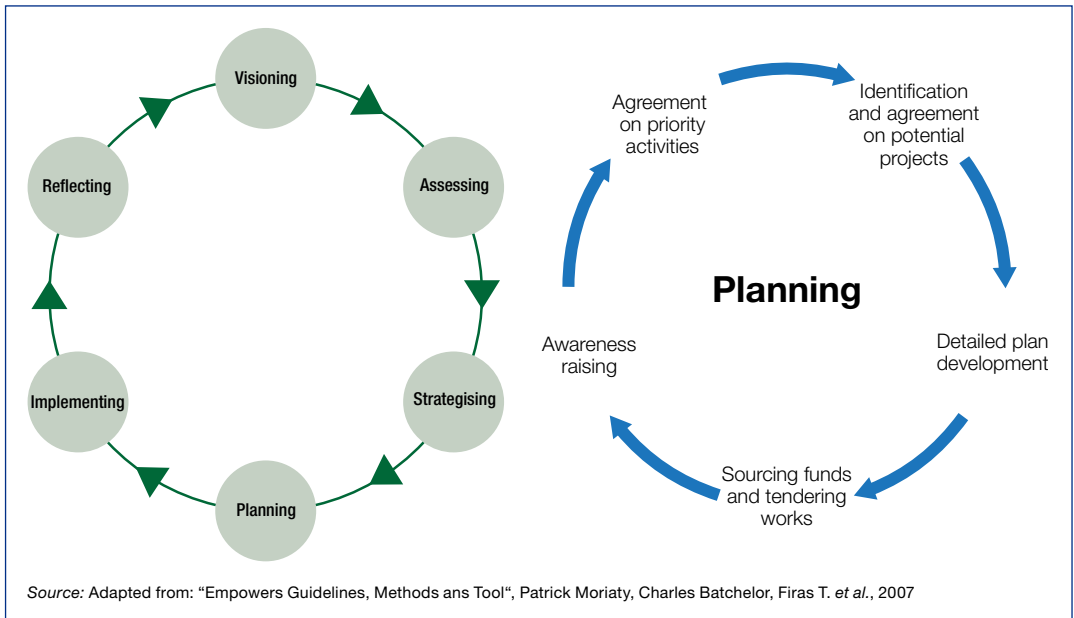 Visioning
Assessing
Strategising
Planning
Implementing
Reflecting
Agreement
on priority
activities
Identification
and agreement
on potential
projects
Detailed plan
development
Sourcing funds
and tendering
works
Awareness
raising
Planning
Source: Adapted from: “Empowers Guidelines, Methods ans Tool“, Patrick Moriaty, Charles Batchelor, Firas T. et al., 2007